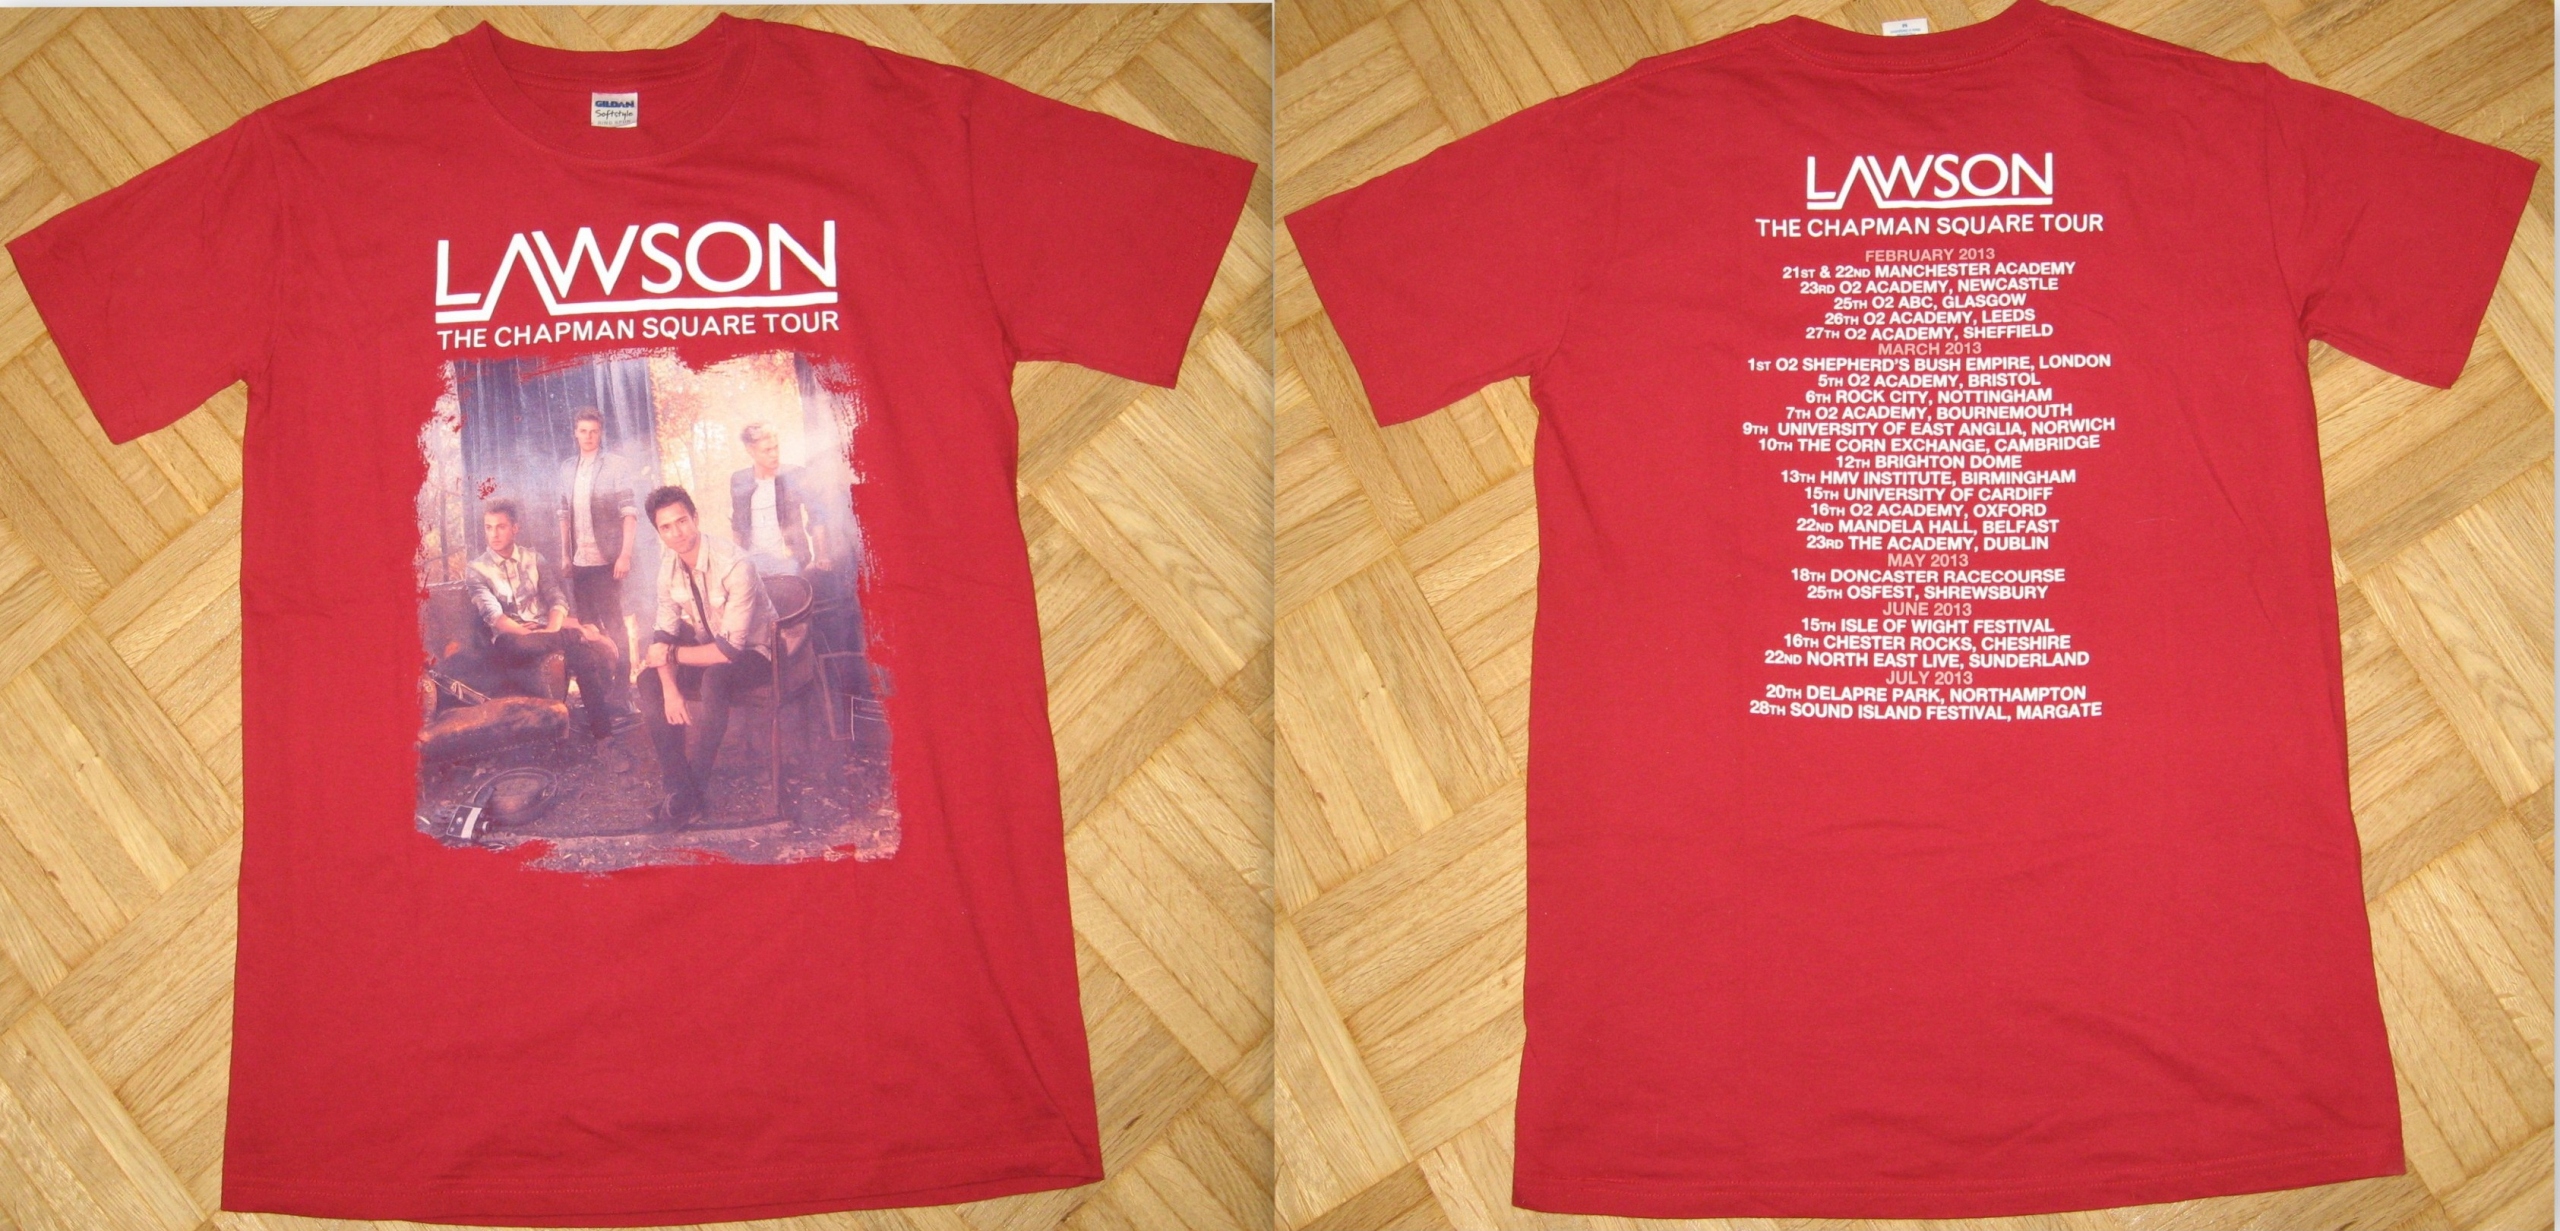 GILDAN
Softstyle
LAWSON
THE CHAPMAN SQUARE TOUR
LAWSON
THE CHAPMAN SQUARE TOUR
FEBRUARY 2013
21ST & 22ND MANCHESTER ACADEMY
23RD O2 ACADEMY, NEWCASTLE
25TH O2 ABC, GLASGOW
26TH O2 ACADEMY, LEEDS
27TH O2 ACADEMY, SHEFFIELD
MARCH 2013
1ST O2 SHEPHERD'S BUSH EMPIRE, LONDON
5TH O2 ACADEMY, BRISTOL
6TH ROCK CITY, NOTTINGHAM
7TH O2 ACADEMY, BOURNEMOUTH
9TH UNIVERSITY OF EAST ANGLIA, NORWICH
10TH THE CORN EXCHANGE, CAMBRIDGE
12TH BRIGHTON DOME
13TH HMV INSTITUTE, BIRMINGHAM
15TH UNIVERSITY OF CARDIFF
16TH O2 ACADEMY, OXFORD
22ND MANDELA HALL, BELFAST
23RD THE ACADEMY, DUBLIN
MAY 2013
18TH DONCASTER RACECOURSE
25TH OSFEST, SHREWSBURY
JUNE 2013
15TH ISLE OF WIGHT FESTIVAL
16TH CHESTER ROCKS, CHESHIRE
22ND NORTH EAST LIVE, SUNDERLAND
JULY 2013
20TH DELAPRE PARK, NORTHAMPTON
28TH SOUND ISLAND FESTIVAL, MARGATE